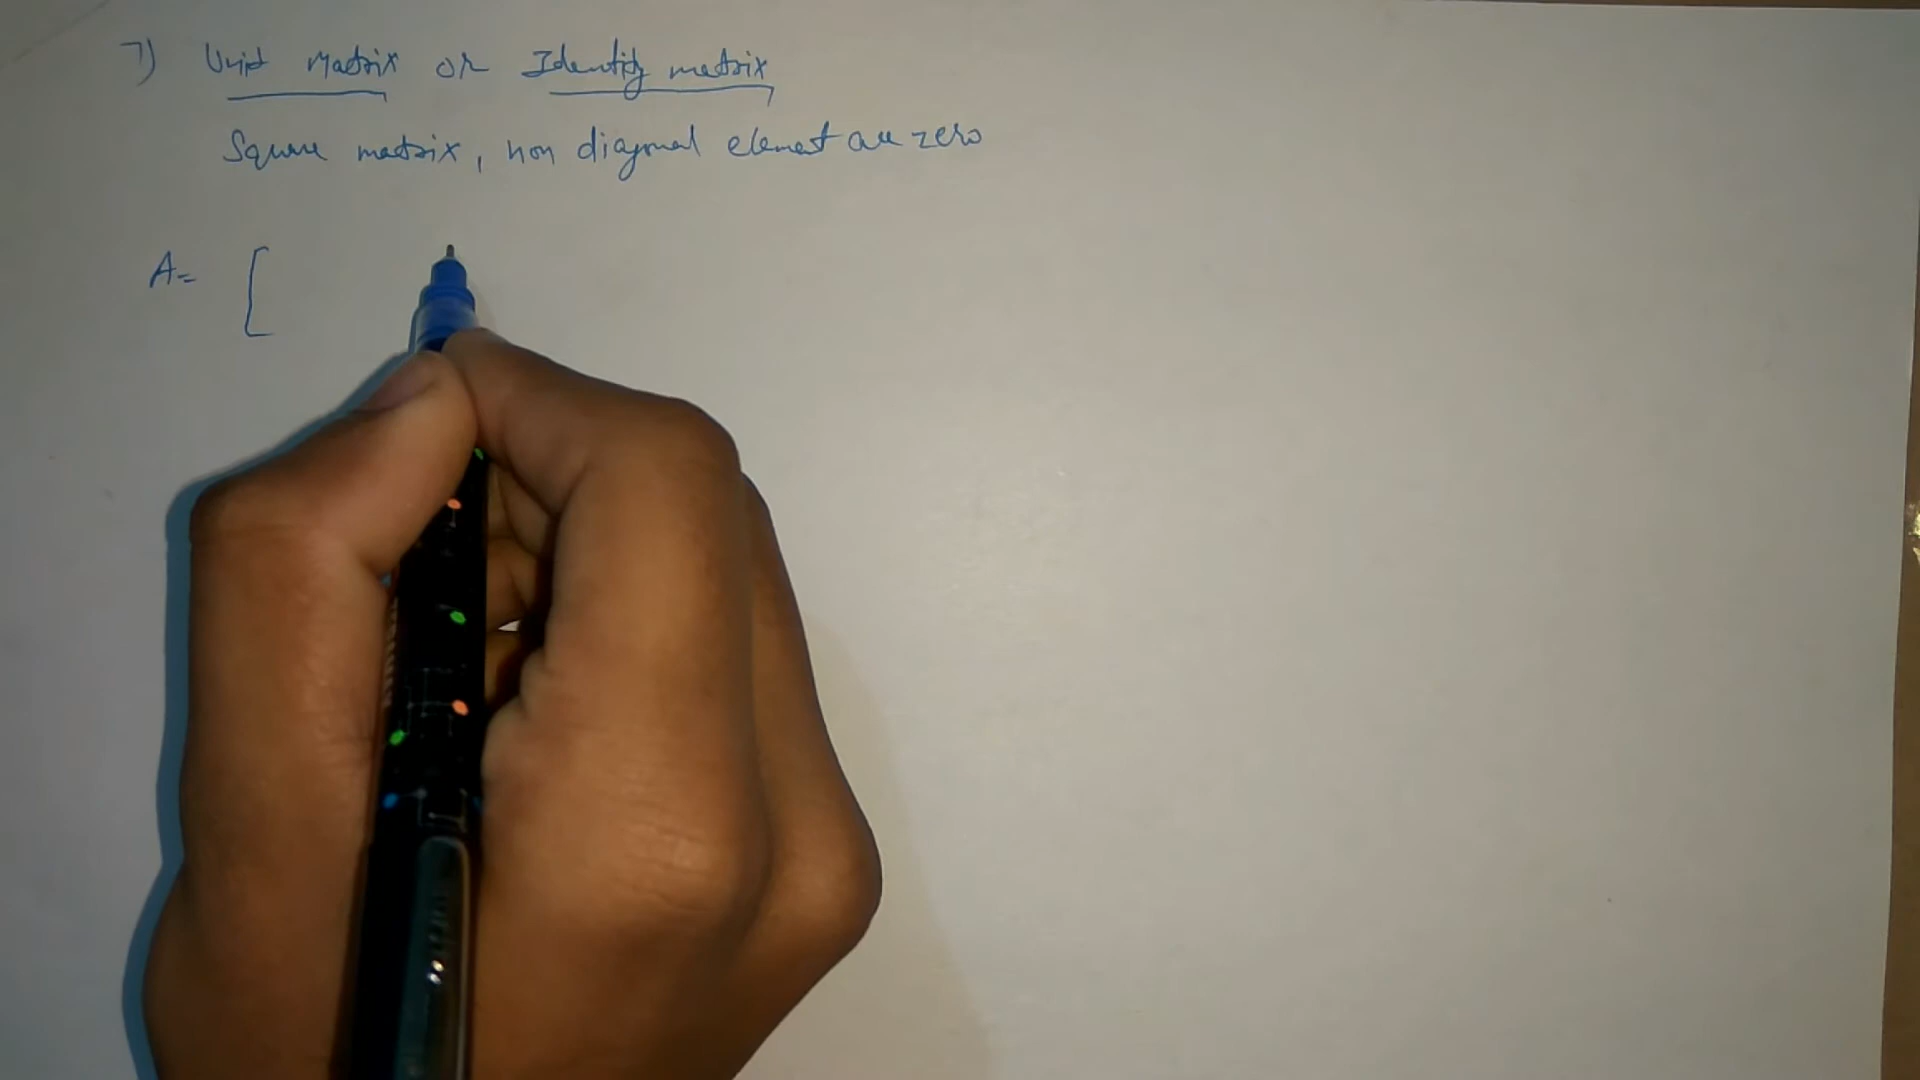 7) Unit Matrix or Identity matrix
Square matrix, non diagonal element are zero
A= [